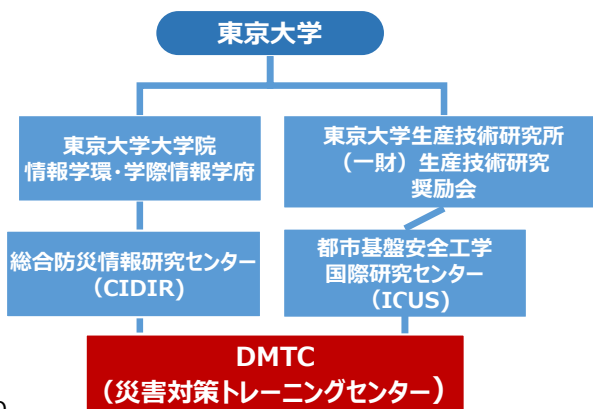 東京大学
東京大学大学院
情報学環・学際情報学府
東京大学生産技術研究所
（一財）生産技術研究
奨励会
総合防災情報研究センター
（CIDIR)
都市基盤安全工学
国際研究センター
（ICUS)
DMTC
（災害対策トレーニングセンター）